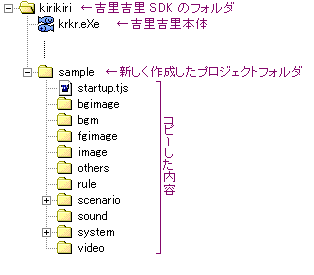 kirikiri ←吉里吉里 SDK のフォルダ
krkr.eXe ←吉里吉里本体
sample ←新しく作成したプロジェクトフォルダ
startup.tjs
bgimage
bgm
fgimage
image
others
rule
scenario
sound
system
video
コピーした内容